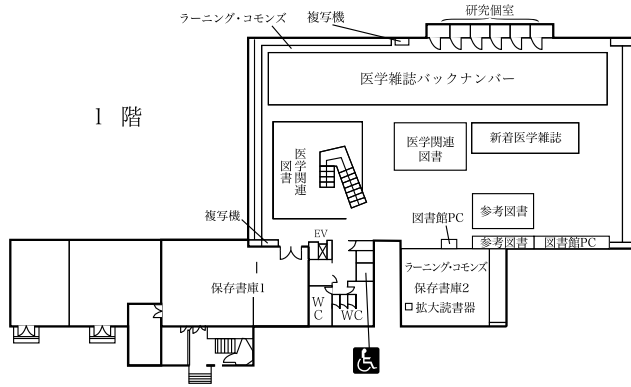 ラーニング・コモンズ
複写機
研究個室
医学雑誌バックナンバー
1 階
医学関連
図書
医学関連
図書
新着医学雑誌
参考図書
複写機
EV
図書館PC
参考図書
図書館PC
保存書庫1
ラーニング・コモンズ
保存書庫2
拡大読書器
WC
WC